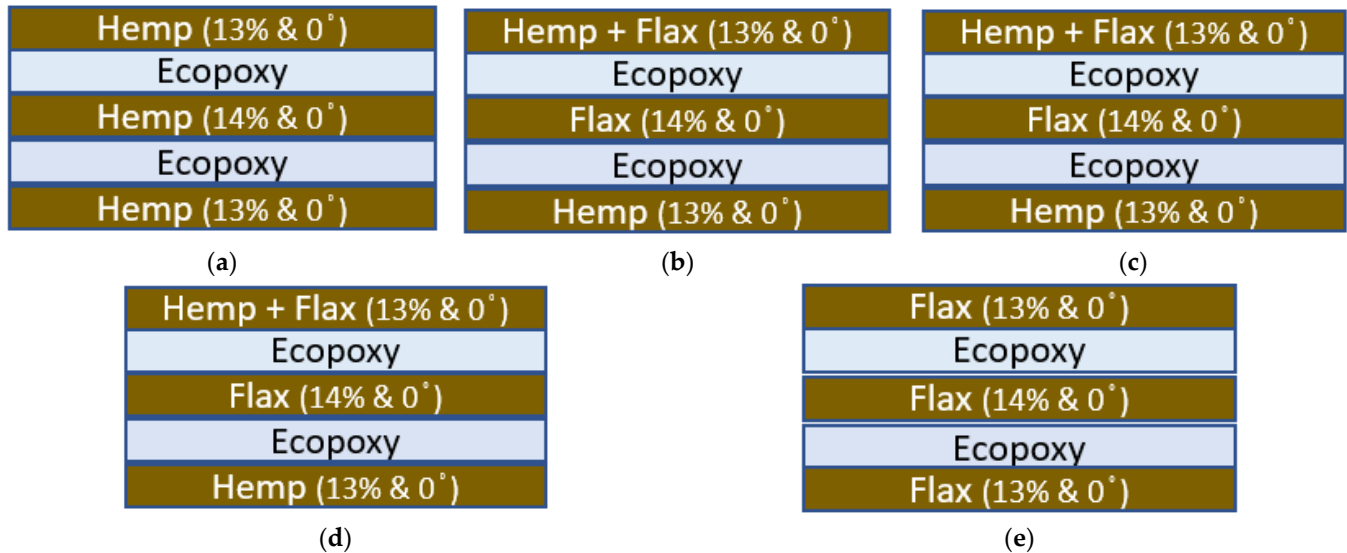 Hemp (13% & 0°)
Ecopoxy
Hemp (14% & 0°)
Ecopoxy
Hemp (13% & 0°)
(a)
Hemp + Flax (13% & 0°)
Ecopoxy
Flax (14% & 0°)
Ecopoxy
Hemp (13% & 0°)
(b)
Hemp + Flax (13% & 0°)
Ecopoxy
Flax (14% & 0°)
Ecopoxy
Hemp (13% & 0°)
(c)
Hemp + Flax (13% & 0°)
Ecopoxy
Flax (14% & 0°)
Ecopoxy
Hemp (13% & 0°)
(d)
Flax (13% & 0°)
Ecopoxy
Flax (14% & 0°)
Ecopoxy
Flax (13% & 0°)
(e)